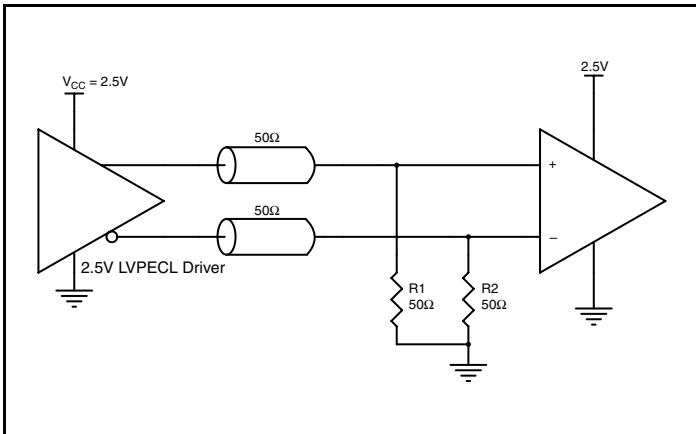 V_CC = 2.5V
2.5V
50Ω
+
50Ω
−
2.5V LVPECL Driver
R1
50Ω
R2
50Ω